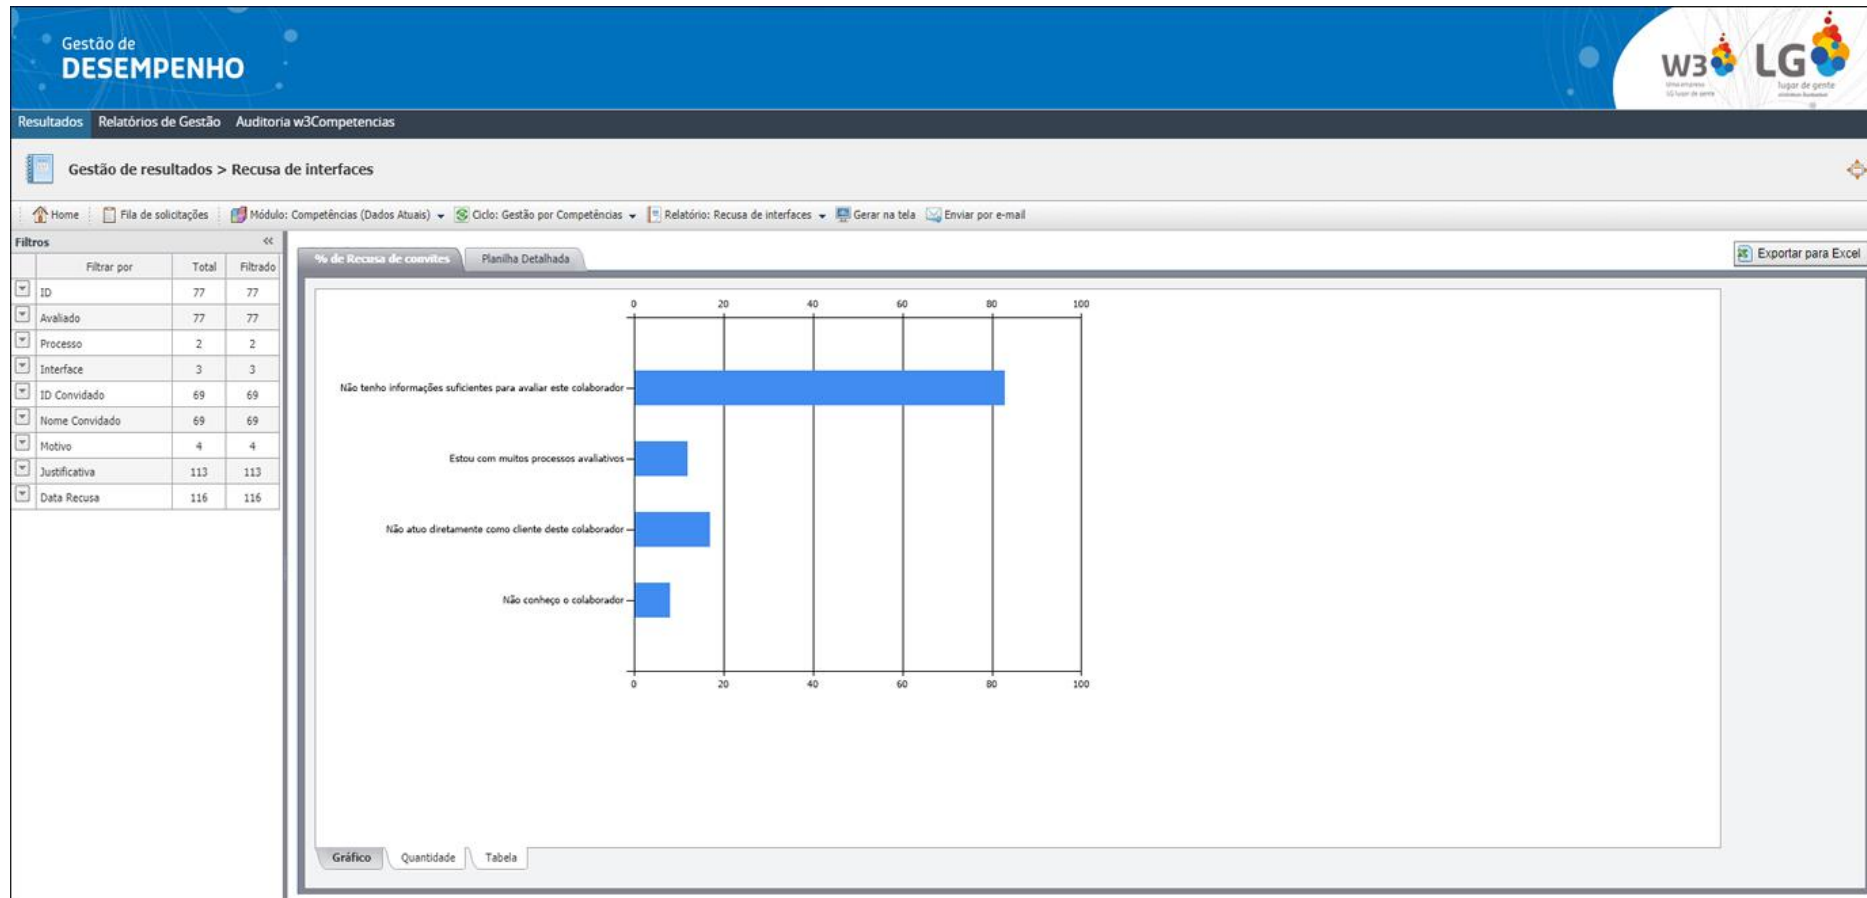 Gestão de
DESEMPENHO
W3
Uma empresa
LG lugar de gente
LG
lugar de gente
Resultados Relatórios de Gestão Auditoria w3Competencias
Gestão de resultados > Recusa de interfaces
Home Fila de solicitações Módulo: Competências (Dados Atuais) Ciclo: Gestão por Competências Relatório: Recusa de interfaces Gerar na tela Enviar por e-mail
Filtros <<
Filtrar por Total Filtrado
ID 77 77
Avaliado 77 77
Processo 2 2
Interface 3 3
ID Convidado 69 69
Nome Convidado 69 69
Motivo 4 4
Justificativa 113 113
Data Recusa 116 116
% de Recusa de convites Planilha Detalhada
Exportar para Excel
0 20 40 60 80 100
Não tenho informações suficientes para avaliar este colaborador
Estou com muitos processos avaliativos
Não atuo diretamente como cliente deste colaborador
Não conheço o colaborador
0 20 40 60 80 100
Gráfico Quantidade Tabela